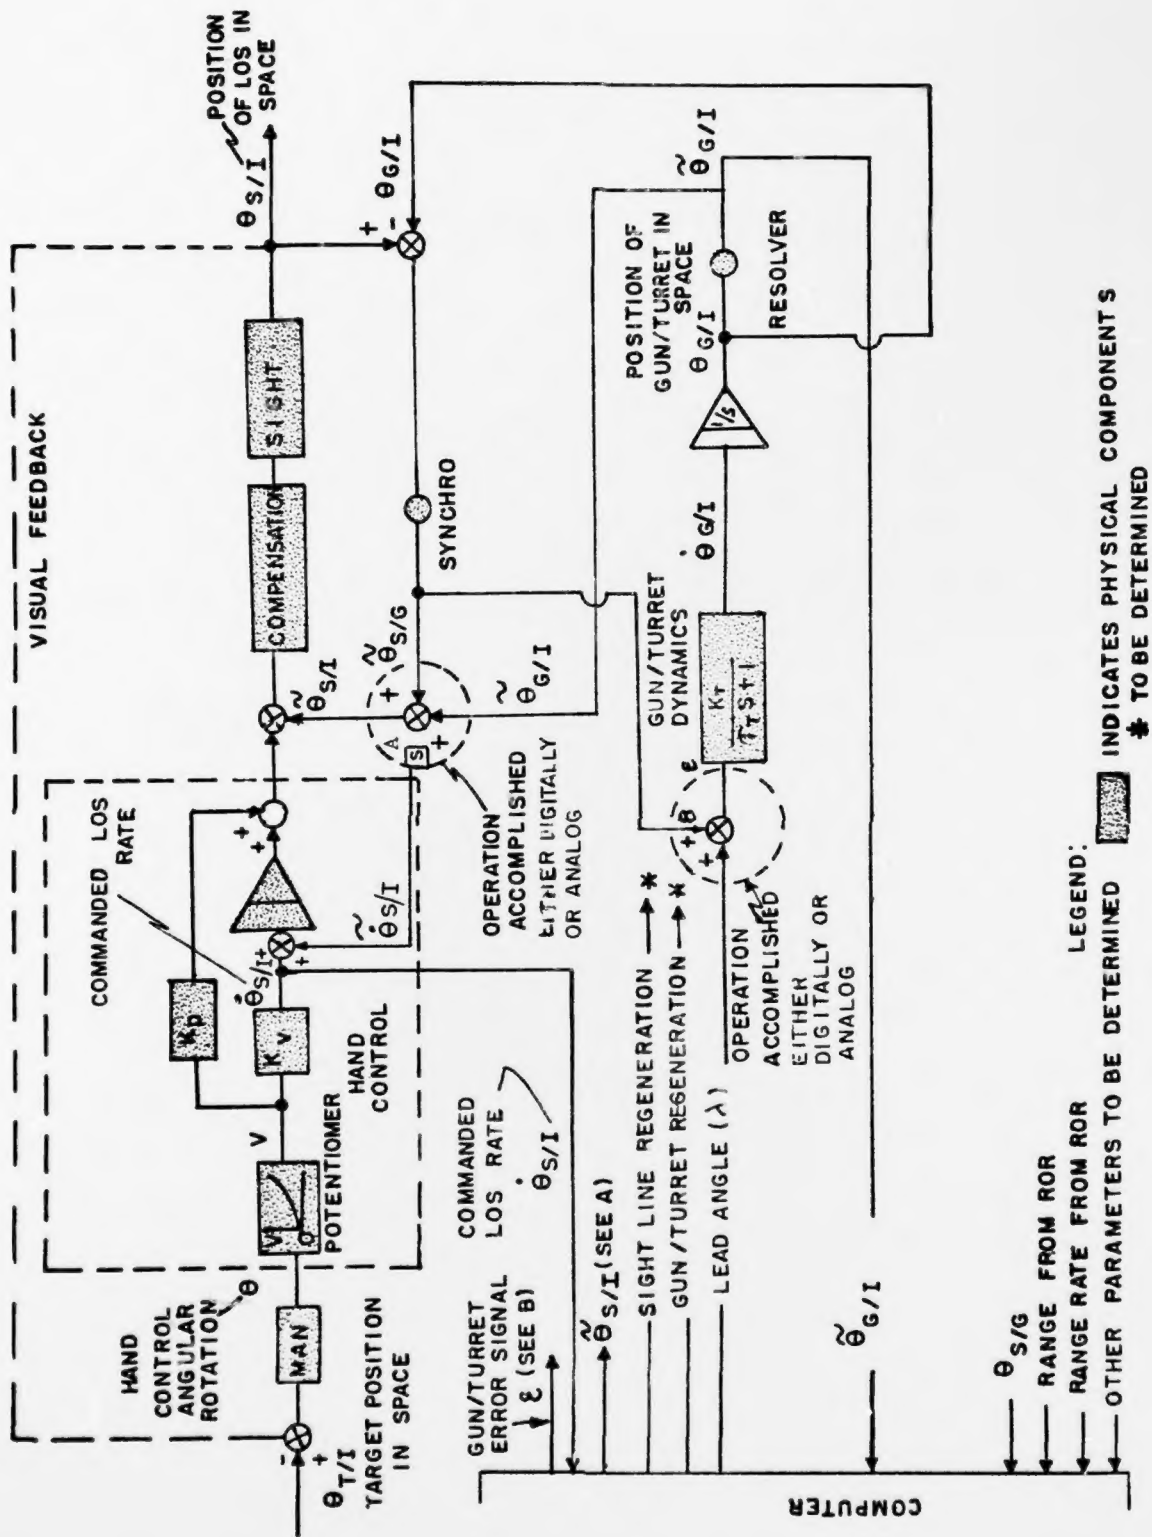 VISUAL FEEDBACK
HAND
CONTROL
ANGULAR
ROTATION
θ
θT/I
TARGET POSITION
IN SPACE
- +
MAN
V
θ
POTENTIOMER
V
Kp
KV
HAND
CONTROL
COMMANDED LOS
RATE
θ̇S/I +
+
+ +
θ̃̇S/I
COMPENSATION
SIGHT
θS/I
POSITION
OF LOS IN
SPACE
+
-
θG/I
θ̃S/I
A
S
+
+
θ̃S/G
SYNCHRO
θ̃G/I
OPERATION
ACCOMPLISHED
EITHER DIGITALLY
OR ANALOG
GUN/TURRET
DYNAMICS
KT
τT S + 1
ε
+ B
+
θ̇G/I
1/S
POSITION OF
GUN/TURRET IN
SPACE
θG/I
RESOLVER
θ̃G/I
GUN/TURRET
ERROR SIGNAL
ε (SEE B)
COMMANDED
LOS RATE
θ̇S/I
θ̃S/I (SEE A)
SIGHT LINE REGENERATION *
GUN/TURRET REGENERATION *
LEAD ANGLE (λ)
OPERATION
ACCOMPLISHED
EITHER
DIGITALLY OR
ANALOG
θ̃G/I
θS/G
RANGE FROM ROR
RANGE RATE FROM ROR
OTHER PARAMETERS TO BE DETERMINED
COMPUTER
LEGEND:
INDICATES PHYSICAL COMPONENTS
* TO BE DETERMINED